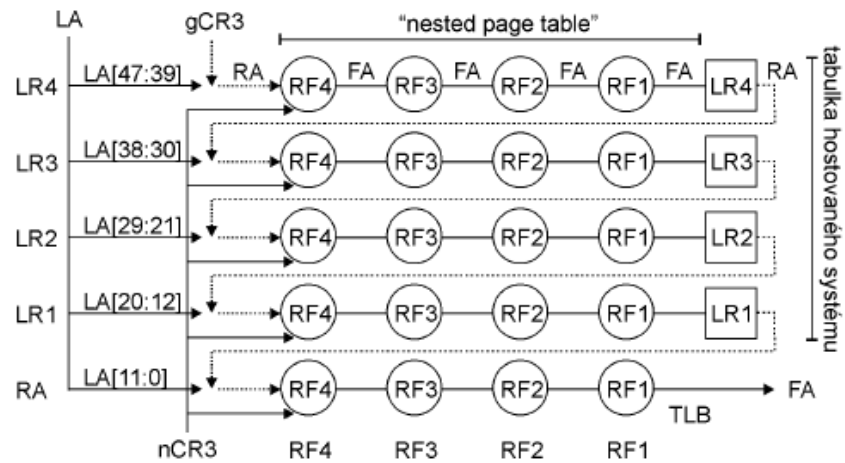 LA gCR3 "nested page table"
LR4 LA[47:39] RA RF4 FA RF3 FA RF2 FA RF1 FA LR4 RA
LR3 LA[38:30] RF4 RF3 RF2 RF1 LR3
LR2 LA[29:21] RF4 RF3 RF2 RF1 LR2
LR1 LA[20:12] RF4 RF3 RF2 RF1 LR1
RA LA[11:0] RF4 RF3 RF2 RF1 FA
TLB
nCR3 RF4 RF3 RF2 RF1
tabulka hostovaného systému